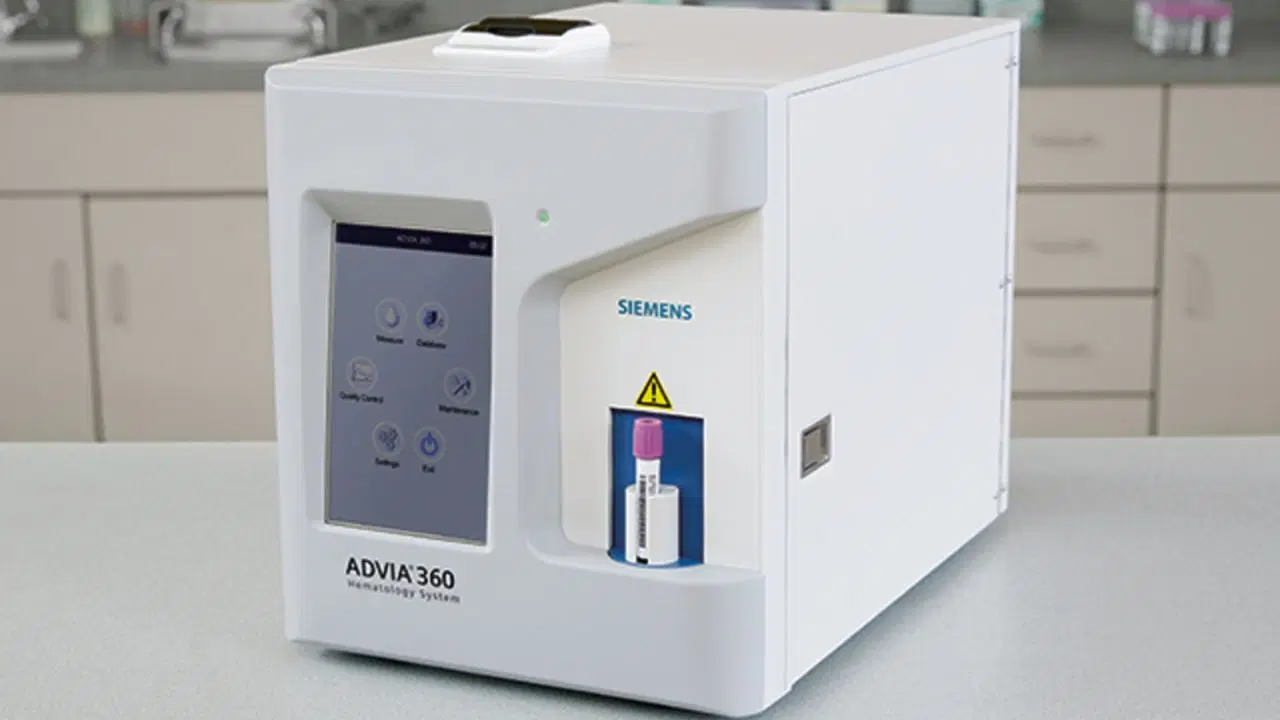 ADVIA 360
Measure
Database
Quality Control
Maintenance
Settings
Exit
SIEMENS
ADVIA® 360
Hematology System